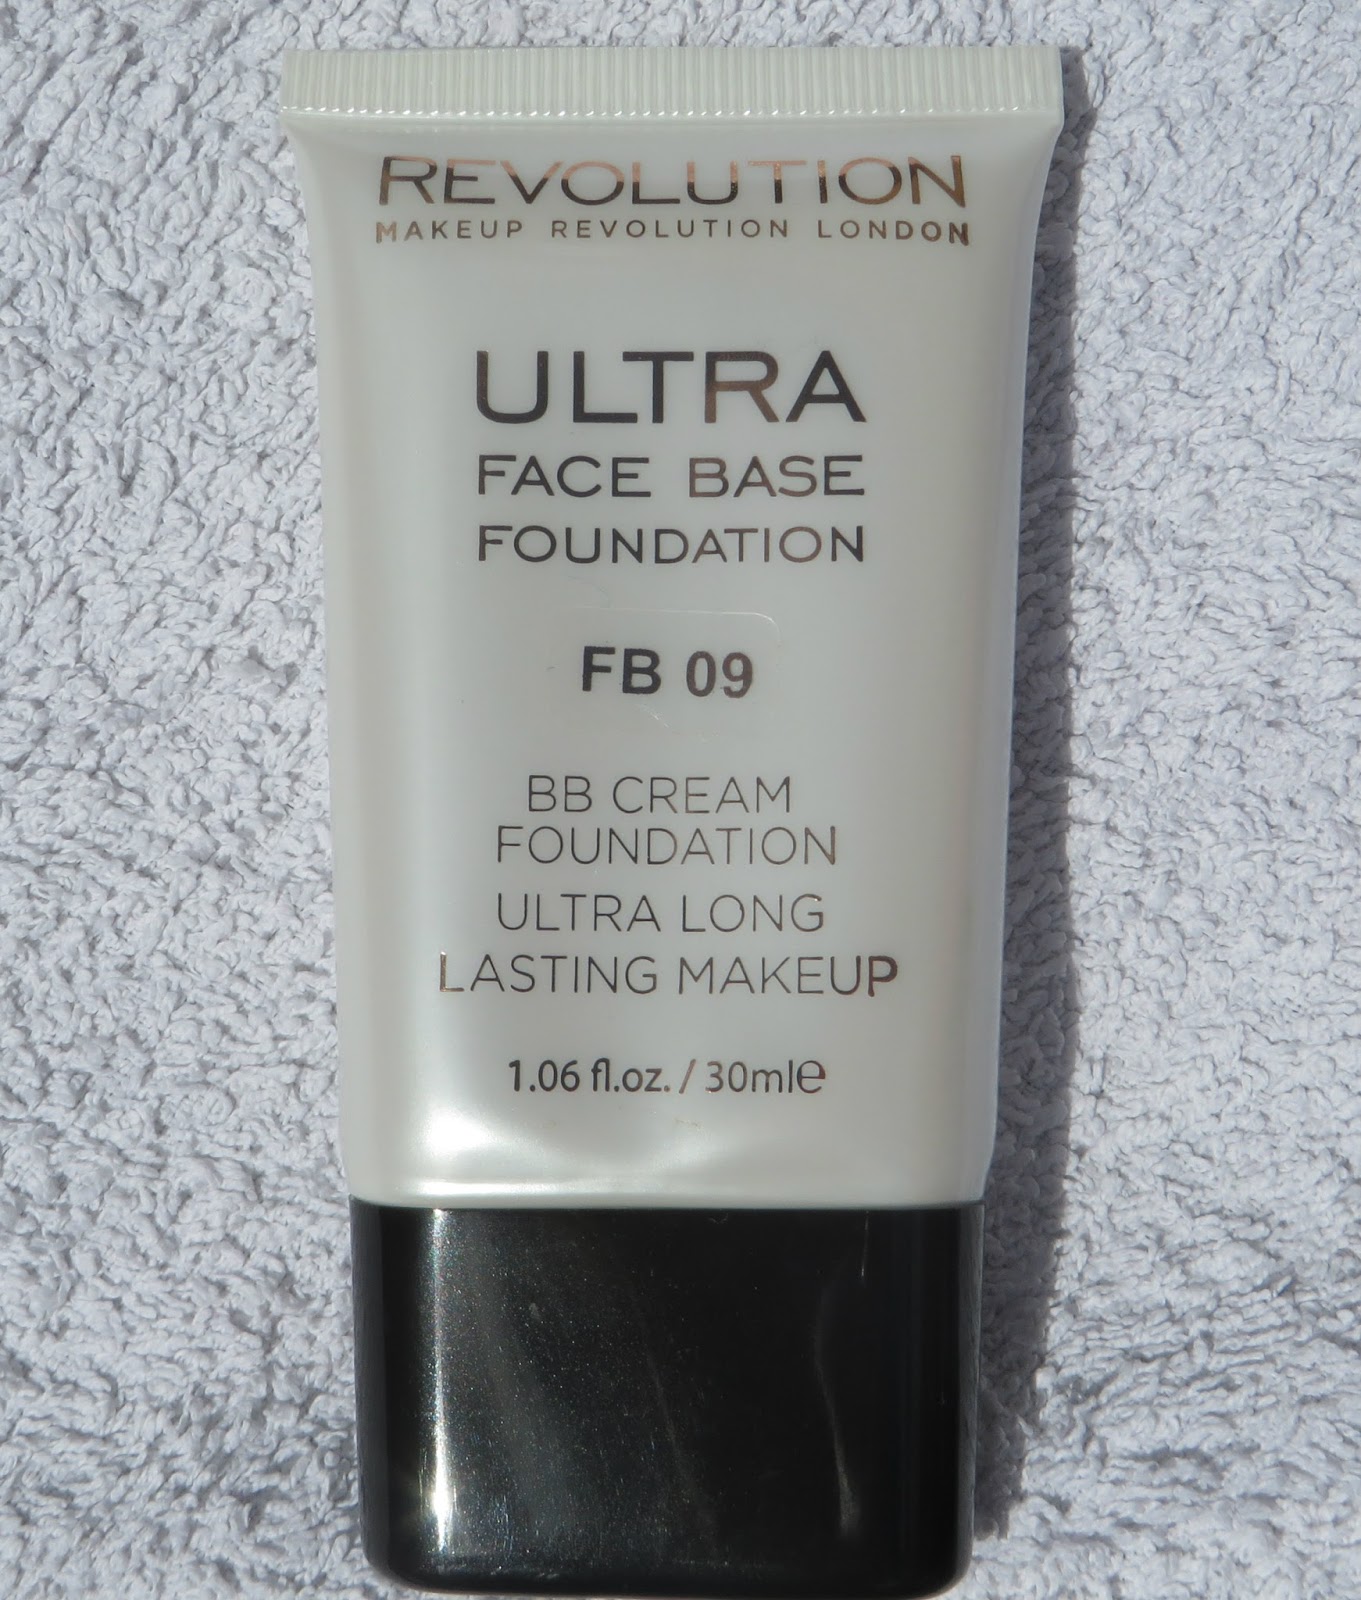 REVOLUTION
MAKEUP REVOLUTION LONDON
ULTRA
FACE BASE
FOUNDATION
FB 09
BB CREAM
FOUNDATION
ULTRA LONG
LASTING MAKEUP
1.06 fl.oz. / 30ml℮